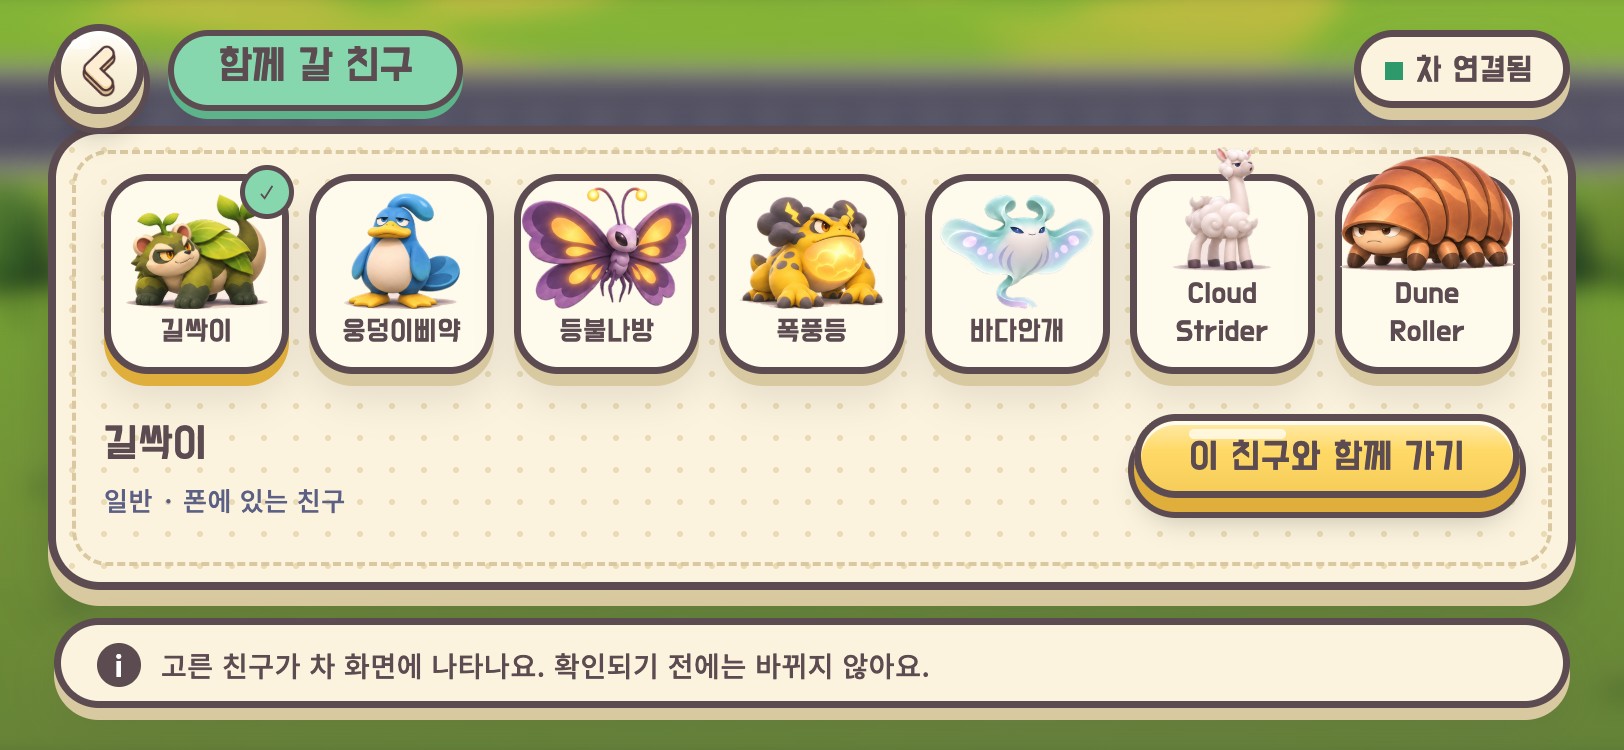 함께 갈 친구
차 연결됨
길싹이
웅덩이삐약
등불나방
폭풍등
바다안개
Cloud
Strider
Dune
Roller
길싹이
일반 · 폰에 있는 친구
이 친구와 함께 가기
i
고른 친구가 차 화면에 나타나요. 확인되기 전에는 바뀌지 않아요.